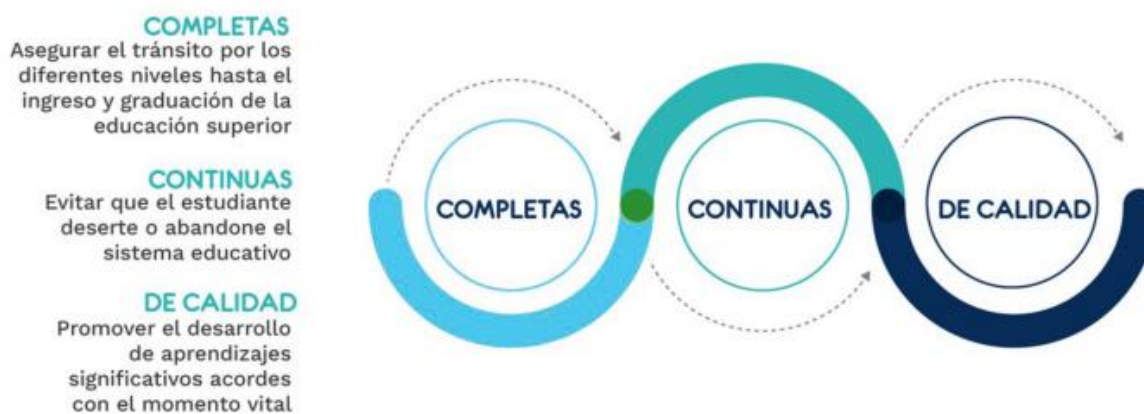 COMPLETAS
Asegurar el tránsito por los
diferentes niveles hasta el
ingreso y graduación de la
educación superior
CONTINUAS
Evitar que el estudiante
deserte o abandone el
sistema educativo
DE CALIDAD
Promover el desarrollo
de aprendizajes
significativos acordes
con el momento vital
COMPLETAS
CONTINUAS
DE CALIDAD